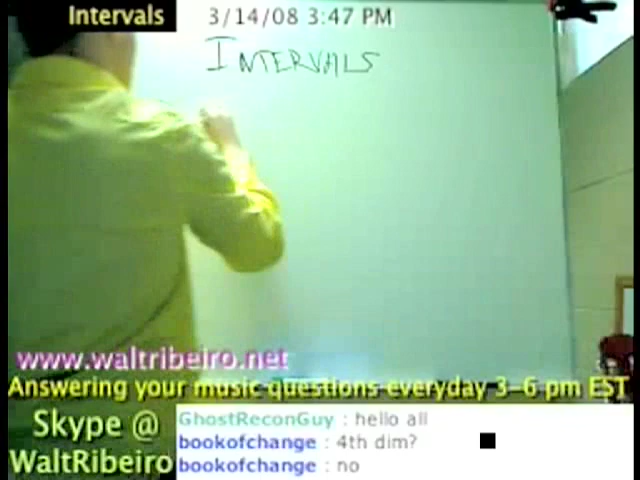 Intervals
3/14/08 3:47 PM
INTERVALS
www.waltribeiro.net
Answering your music questions everyday 3-6 pm EST
Skype @
WaltRibeiro
GhostReconGuy : hello all
bookofchange : 4th dim?
bookofchange : no